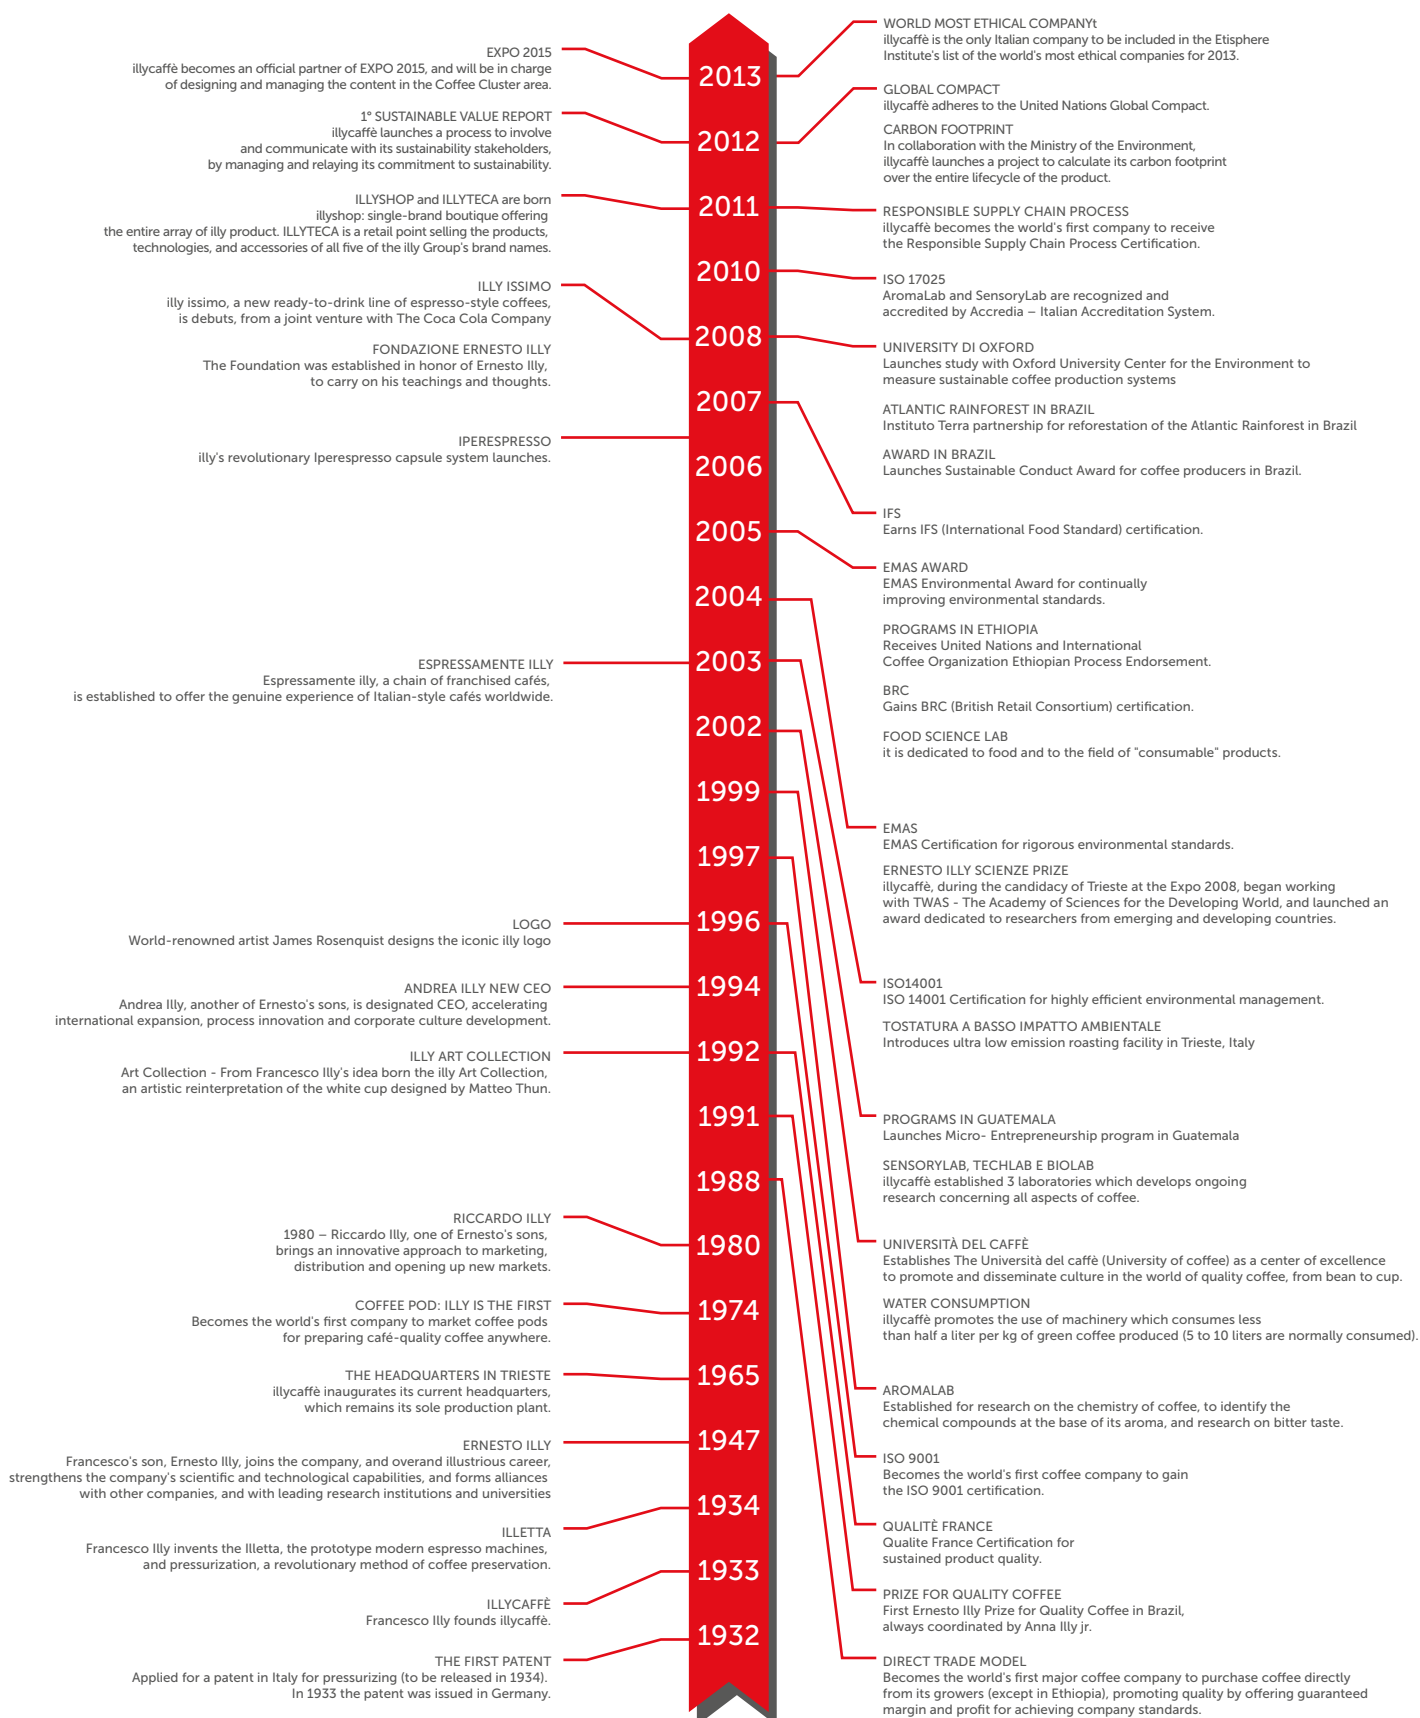 EXPO 2015
illycaffè becomes an official partner of EXPO 2015, and will be in charge
of designing and managing the content in the Coffee Cluster area.
1° SUSTAINABLE VALUE REPORT
illycaffè launches a process to involve
and communicate with its sustainability stakeholders,
by managing and relaying its commitment to sustainability.
ILLYSHOP and ILLYTECA are born
illyshop: single-brand boutique offering
the entire array of illy product. ILLYTECA is a retail point selling the products,
technologies, and accessories of all five of the illy Group's brand names.
ILLY ISSIMO
illy issimo, a new ready-to-drink line of espresso-style coffees,
is debuts, from a joint venture with The Coca Cola Company
FONDAZIONE ERNESTO ILLY
The Foundation was established in honor of Ernesto Illy,
to carry on his teachings and thoughts.
IPERESPRESSO
illy's revolutionary Iperespresso capsule system launches.
ESPRESSAMENTE ILLY
Espressamente illy, a chain of franchised cafés,
is established to offer the genuine experience of Italian-style cafés worldwide.
LOGO
World-renowned artist James Rosenquist designs the iconic illy logo
ANDREA ILLY NEW CEO
Andrea Illy, another of Ernesto's sons, is designated CEO, accelerating
international expansion, process innovation and corporate culture development.
ILLY ART COLLECTION
Art Collection - From Francesco Illy's idea born the illy Art Collection,
an artistic reinterpretation of the white cup designed by Matteo Thun.
RICCARDO ILLY
1980 – Riccardo Illy, one of Ernesto's sons,
brings an innovative approach to marketing,
distribution and opening up new markets.
COFFEE POD: ILLY IS THE FIRST
Becomes the world's first company to market coffee pods
for preparing café-quality coffee anywhere.
THE HEADQUARTERS IN TRIESTE
illycaffè inaugurates its current headquarters,
which remains its sole production plant.
ERNESTO ILLY
Francesco's son, Ernesto Illy, joins the company, and overand illustrious career,
strengthens the company's scientific and technological capabilities, and forms alliances
with other companies, and with leading research institutions and universities
ILLETTA
Francesco Illy invents the Illetta, the prototype modern espresso machines,
and pressurization, a revolutionary method of coffee preservation.
ILLYCAFFÈ
Francesco Illy founds illycaffè.
THE FIRST PATENT
Applied for a patent in Italy for pressurizing (to be released in 1934).
In 1933 the patent was issued in Germany.
2013
2012
2011
2010
2008
2007
2006
2005
2004
2003
2002
1999
1997
1996
1994
1992
1991
1988
1980
1974
1965
1947
1934
1933
1932
WORLD MOST ETHICAL COMPANYt
illycaffè is the only Italian company to be included in the Etisphere
Institute's list of the world's most ethical companies for 2013.
GLOBAL COMPACT
illycaffè adheres to the United Nations Global Compact.
CARBON FOOTPRINT
In collaboration with the Ministry of the Environment,
illycaffè launches a project to calculate its carbon footprint
over the entire lifecycle of the product.
RESPONSIBLE SUPPLY CHAIN PROCESS
illycaffè becomes the world's first company to receive
the Responsible Supply Chain Process Certification.
ISO 17025
AromaLab and SensoryLab are recognized and
accredited by Accredia – Italian Accreditation System.
UNIVERSITY DI OXFORD
Launches study with Oxford University Center for the Environment to
measure sustainable coffee production systems
ATLANTIC RAINFOREST IN BRAZIL
Instituto Terra partnership for reforestation of the Atlantic Rainforest in Brazil
AWARD IN BRAZIL
Launches Sustainable Conduct Award for coffee producers in Brazil.
IFS
Earns IFS (International Food Standard) certification.
EMAS AWARD
EMAS Environmental Award for continually
improving environmental standards.
PROGRAMS IN ETHIOPIA
Receives United Nations and International
Coffee Organization Ethiopian Process Endorsement.
BRC
Gains BRC (British Retail Consortium) certification.
FOOD SCIENCE LAB
it is dedicated to food and to the field of "consumable" products.
EMAS
EMAS Certification for rigorous environmental standards.
ERNESTO ILLY SCIENZE PRIZE
illycaffè, during the candidacy of Trieste at the Expo 2008, began working
with TWAS - The Academy of Sciences for the Developing World, and launched an
award dedicated to researchers from emerging and developing countries.
ISO14001
ISO 14001 Certification for highly efficient environmental management.
TOSTATURA A BASSO IMPATTO AMBIENTALE
Introduces ultra low emission roasting facility in Trieste, Italy
PROGRAMS IN GUATEMALA
Launches Micro- Entrepreneurship program in Guatemala
SENSORYLAB, TECHLAB E BIOLAB
illycaffè established 3 laboratories which develops ongoing
research concerning all aspects of coffee.
UNIVERSITÀ DEL CAFFÈ
Establishes The Università del caffè (University of coffee) as a center of excellence
to promote and disseminate culture in the world of quality coffee, from bean to cup.
WATER CONSUMPTION
illycaffè promotes the use of machinery which consumes less
than half a liter per kg of green coffee produced (5 to 10 liters are normally consumed).
AROMALAB
Established for research on the chemistry of coffee, to identify the
chemical compounds at the base of its aroma, and research on bitter taste.
ISO 9001
Becomes the world's first coffee company to gain
the ISO 9001 certification.
QUALITÈ FRANCE
Qualite France Certification for
sustained product quality.
PRIZE FOR QUALITY COFFEE
First Ernesto Illy Prize for Quality Coffee in Brazil,
always coordinated by Anna Illy jr.
DIRECT TRADE MODEL
Becomes the world's first major coffee company to purchase coffee directly
from its growers (except in Ethiopia), promoting quality by offering guaranteed
margin and profit for achieving company standards.